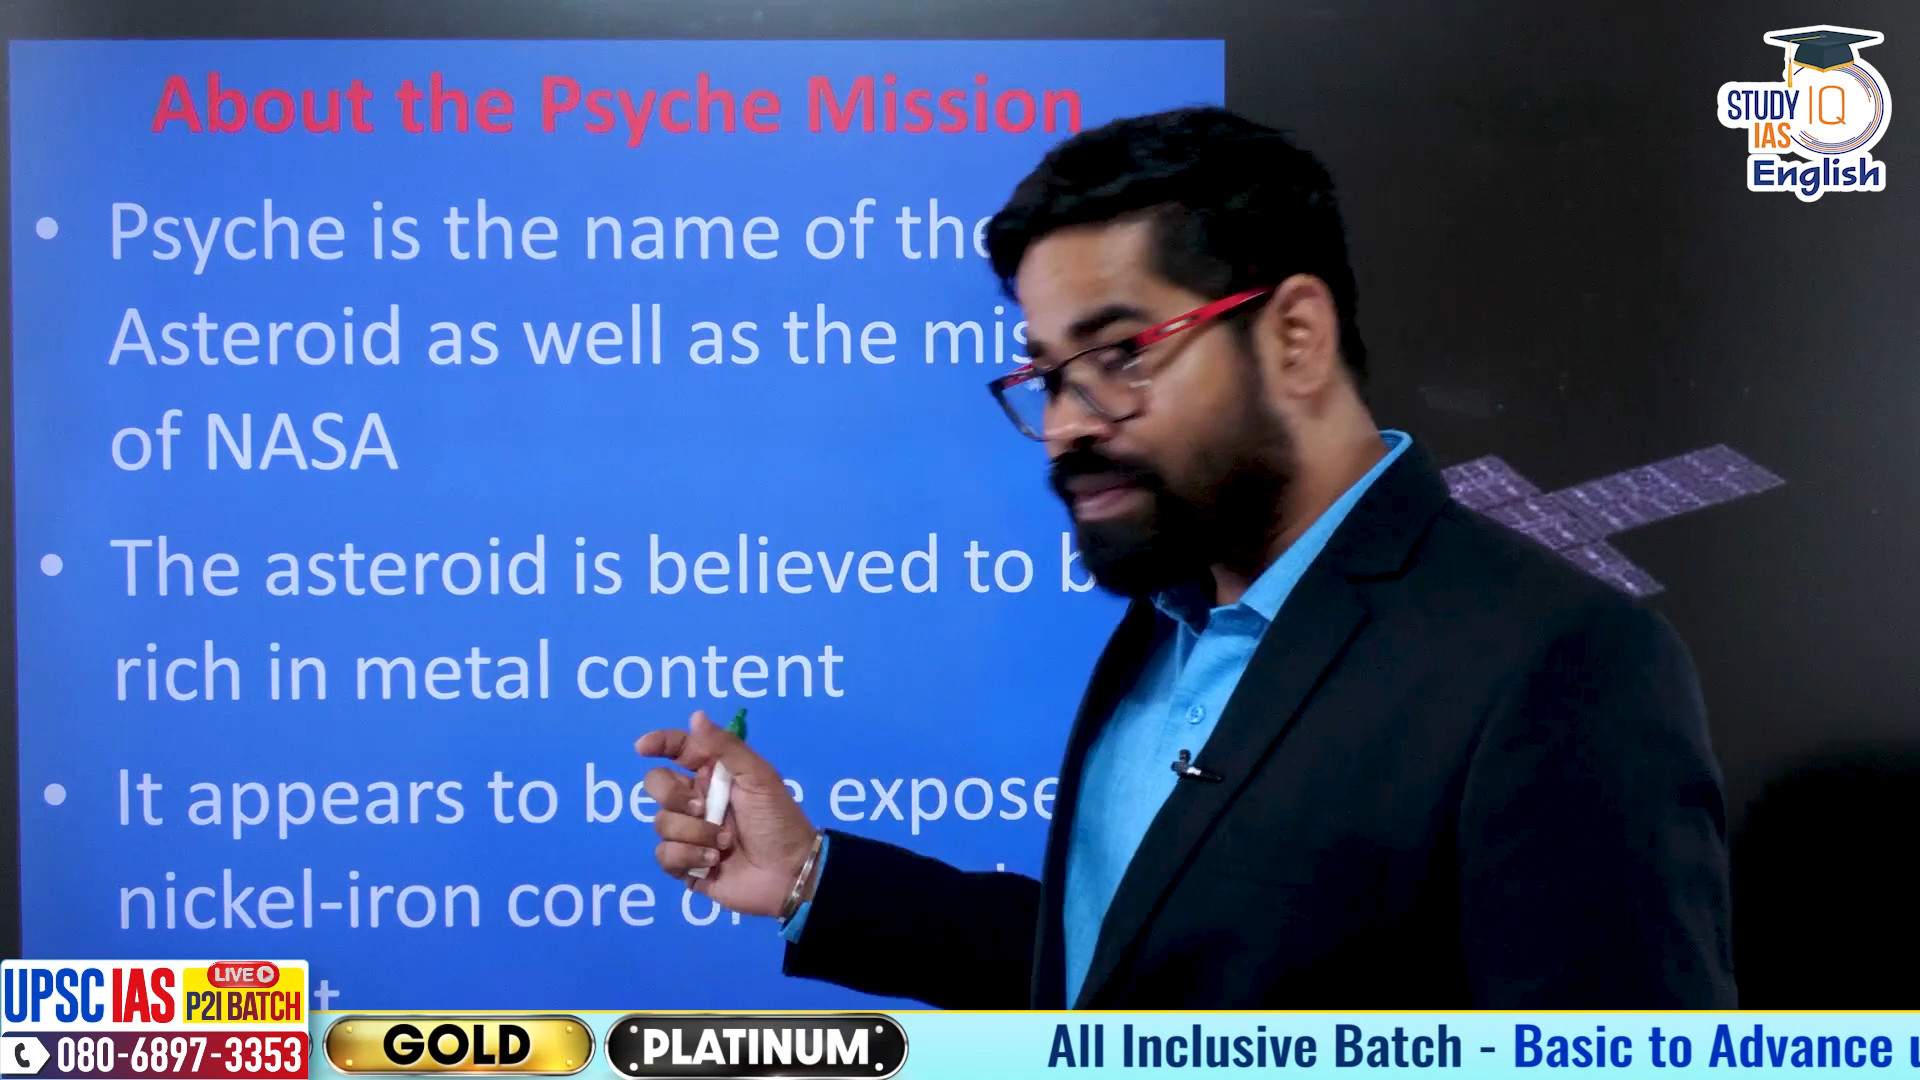 About the Psyche Mission
• Psyche is the name of the
Asteroid as well as the mis
of NASA
• The asteroid is believed to b
rich in metal content
• It appears to be expose
nickel-iron core of
STUDY IQ
IAS
English
UPSC IAS LIVE P2I BATCH
080-6897-3353
GOLD
PLATINUM
All Inclusive Batch - Basic to Advance u